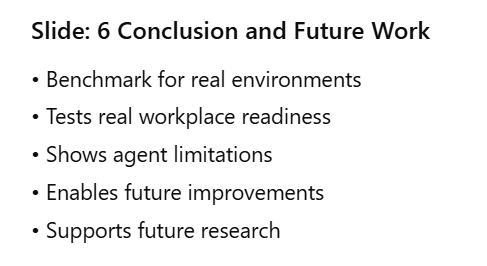 Slide: 6 Conclusion and Future Work
• Benchmark for real environments
• Tests real workplace readiness
• Shows agent limitations
• Enables future improvements
• Supports future research